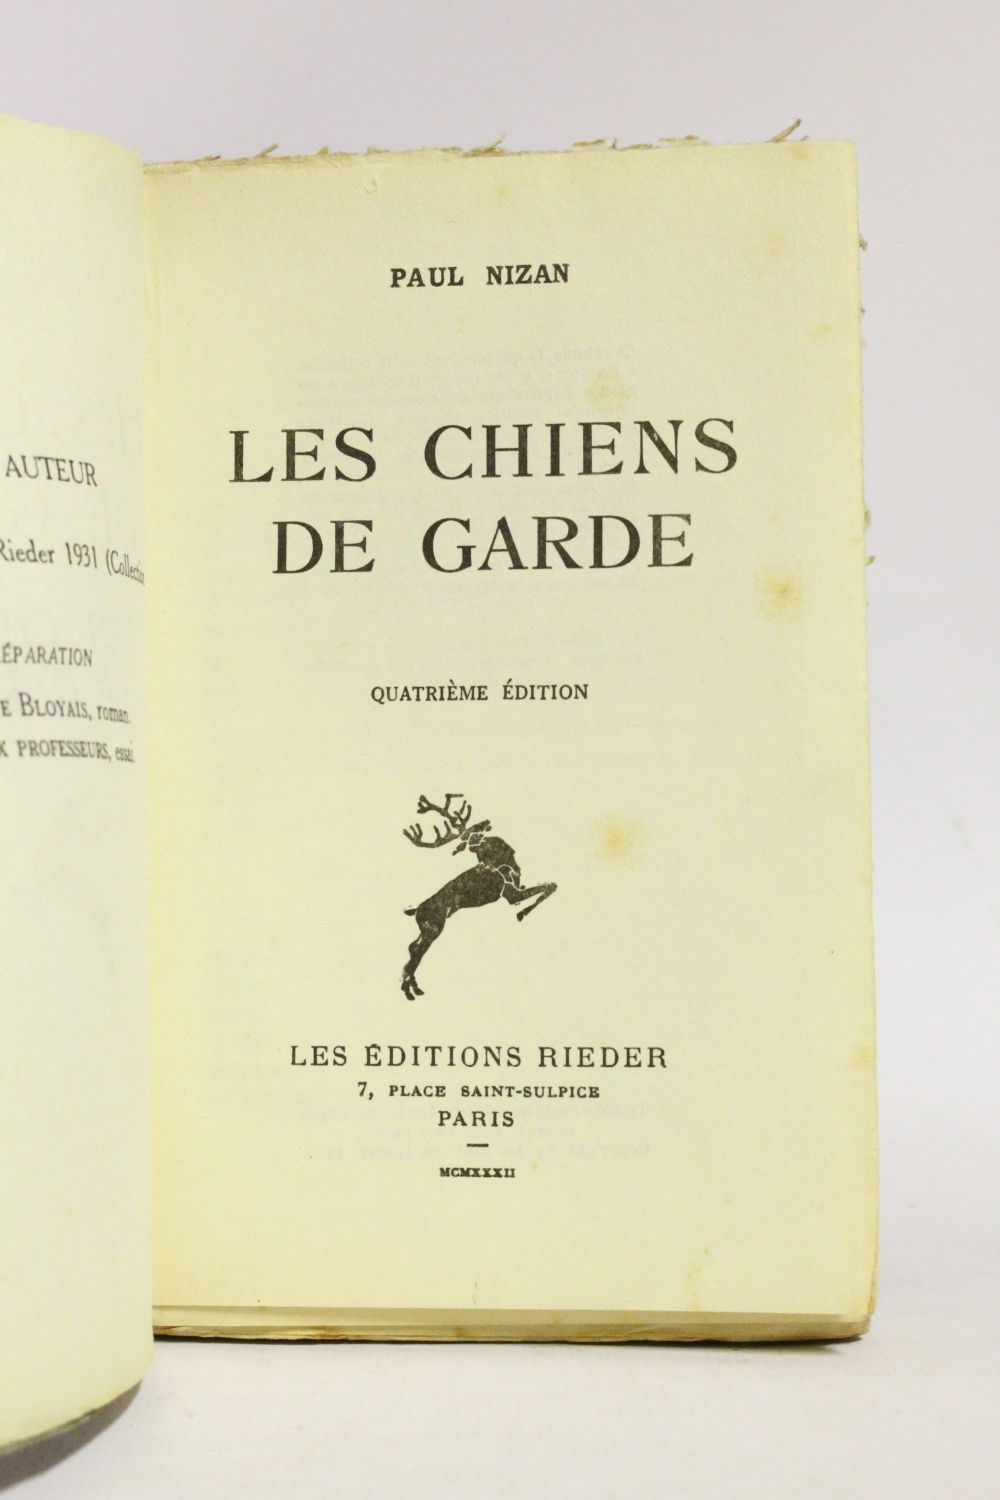 AUTEUR
Rieder 1931 (Collection
ÉPARATION
E BLOYAIS, roman.
X PROFESSEURS, essai.
PAUL NIZAN
LES CHIENS
DE GARDE
QUATRIÈME ÉDITION
LES ÉDITIONS RIEDER
7, PLACE SAINT-SULPICE
PARIS
MCMXXXII